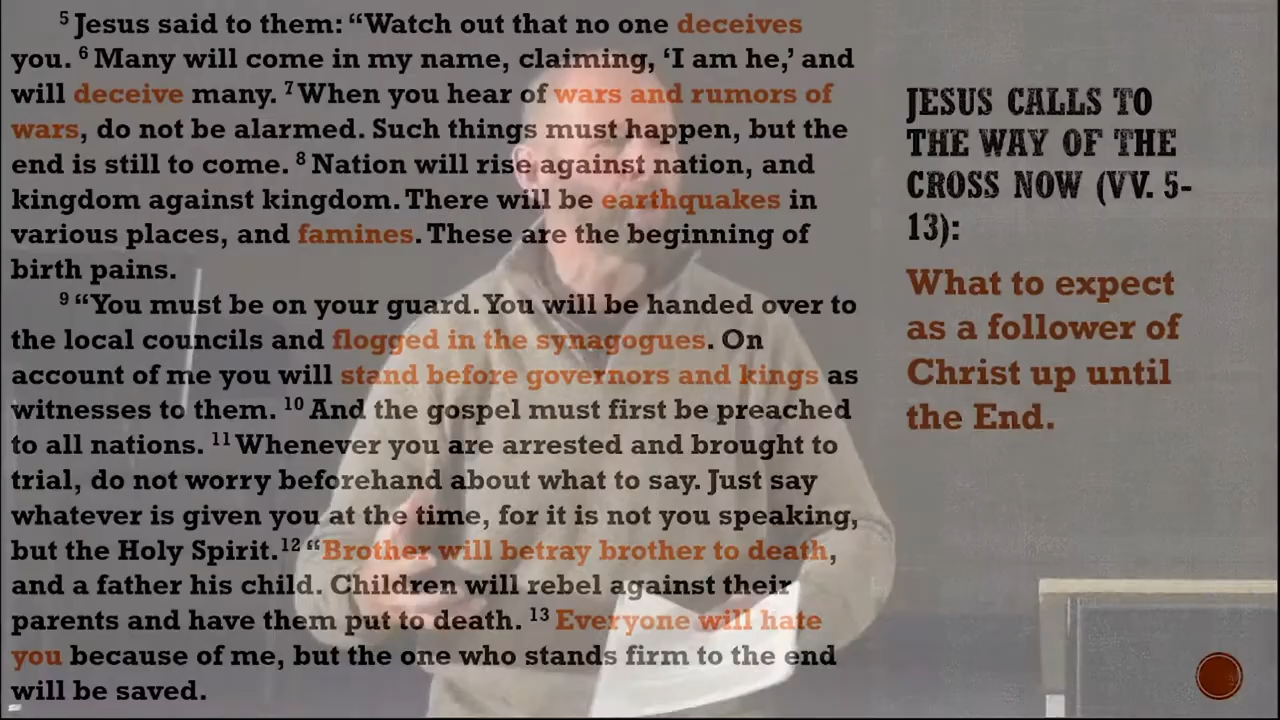 5 Jesus said to them: “Watch out that no one deceives
you. 6 Many will come in my name, claiming, ‘I am he,’ and
will deceive many. 7 When you hear of wars and rumors of
wars, do not be alarmed. Such things must happen, but the
end is still to come. 8 Nation will rise against nation, and
kingdom against kingdom. There will be earthquakes in
various places, and famines. These are the beginning of
birth pains.
9 “You must be on your guard. You will be handed over to
the local councils and flogged in the synagogues. On
account of me you will stand before governors and kings as
witnesses to them. 10 And the gospel must first be preached
to all nations. 11 Whenever you are arrested and brought to
trial, do not worry beforehand about what to say. Just say
whatever is given you at the time, for it is not you speaking,
but the Holy Spirit. 12 “Brother will betray brother to death,
and a father his child. Children will rebel against their
parents and have them put to death. 13 Everyone will hate
you because of me, but the one who stands firm to the end
will be saved.
JESUS CALLS TO
THE WAY OF THE
CROSS NOW (VV. 5-
13):
What to expect
as a follower of
Christ up until
the End.